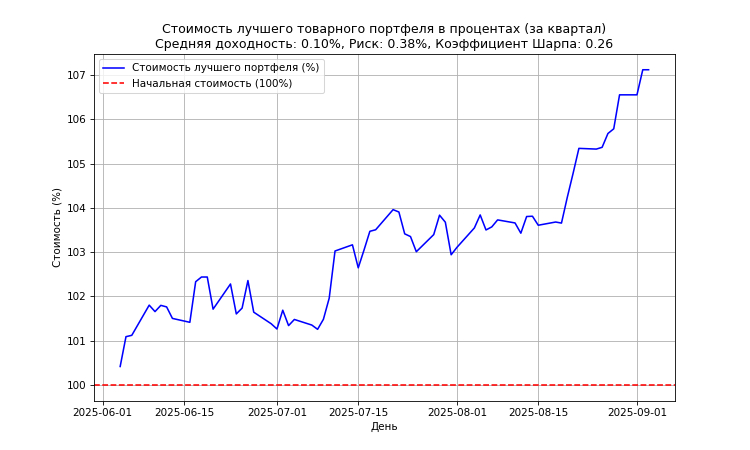 Стоимость лучшего товарного портфеля в процентах (за квартал)
Средняя доходность: 0.10%, Риск: 0.38%, Коэффициент Шарпа: 0.26
Стоимость лучшего портфеля (%)
Начальная стоимость (100%)
Стоимость (%)
107
106
105
104
103
102
101
100
2025-06-01 2025-06-15 2025-07-01 2025-07-15 2025-08-01 2025-08-15 2025-09-01
День